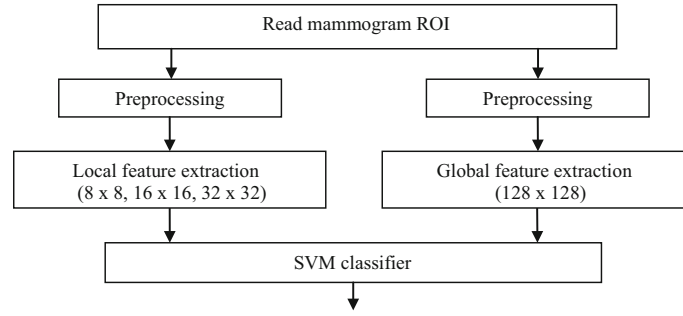 Read mammogram ROI
Preprocessing
Preprocessing
Local feature extraction
(8 x 8, 16 x 16, 32 x 32)
Global feature extraction
(128 x 128)
SVM classifier